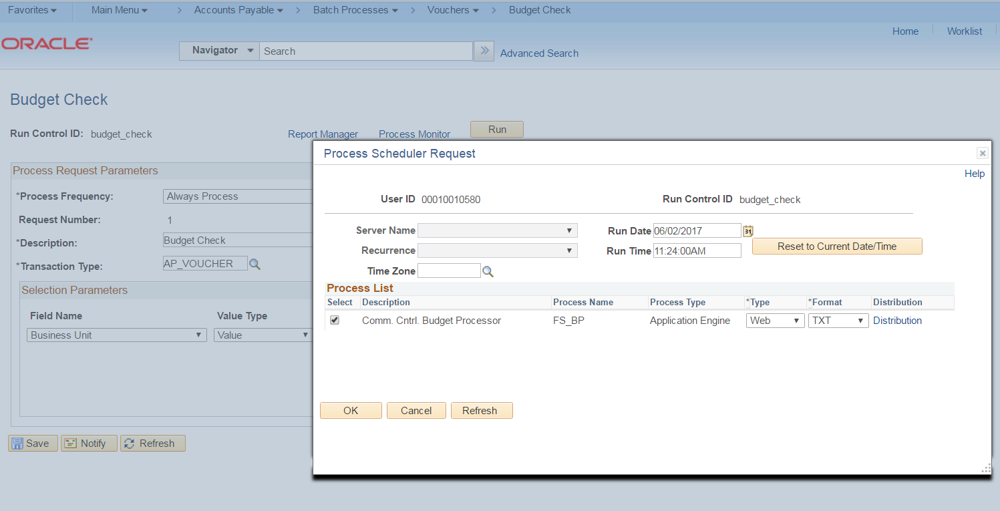 Favorites Main Menu > Accounts Payable > Batch Processes > Vouchers > Budget Check
Home Worklist
ORACLE
Navigator Search Advanced Search
Budget Check
Run Control ID: budget_check Report Manager Process Monitor Run
Process Request Parameters
*Process Frequency: Always Process
Request Number: 1
*Description: Budget Check
*Transaction Type: AP_VOUCHER
Selection Parameters
Field Name Value Type
Business Unit Value
Save Notify Refresh
Process Scheduler Request
Help
User ID 00010010580 Run Control ID budget_check
Server Name Run Date 06/02/2017 31
Recurrence Run Time 11:24:00AM Reset to Current Date/Time
Time Zone
Process List
Select Description Process Name Process Type *Type *Format Distribution
Comm. Cntrl. Budget Processor FS_BP Application Engine Web TXT Distribution
OK Cancel Refresh